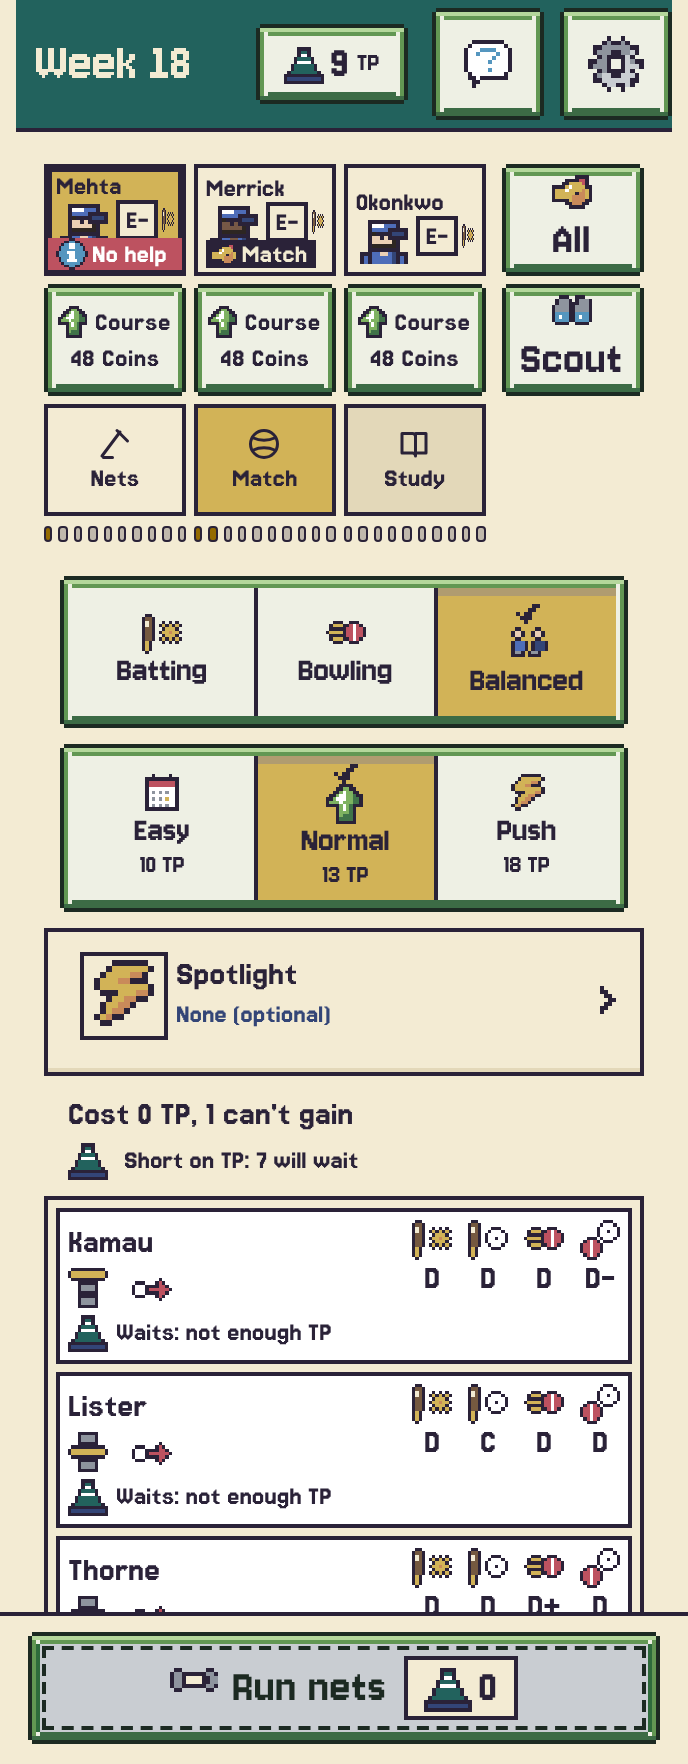 Week 18
9 TP
?
Mehta
E-
No help
Merrick
E-
Match
Okonkwo
E-
All
Course
48 Coins
Course
48 Coins
Course
48 Coins
Scout
Nets
Match
Study
Batting
Bowling
Balanced
Easy
10 TP
Normal
13 TP
Push
18 TP
Spotlight
None (optional)
Cost 0 TP, 1 can't gain
Short on TP: 7 will wait
Kamau
D D D D-
Waits: not enough TP
Lister
D C D D
Waits: not enough TP
Thorne
D D D+ D
Run nets 0